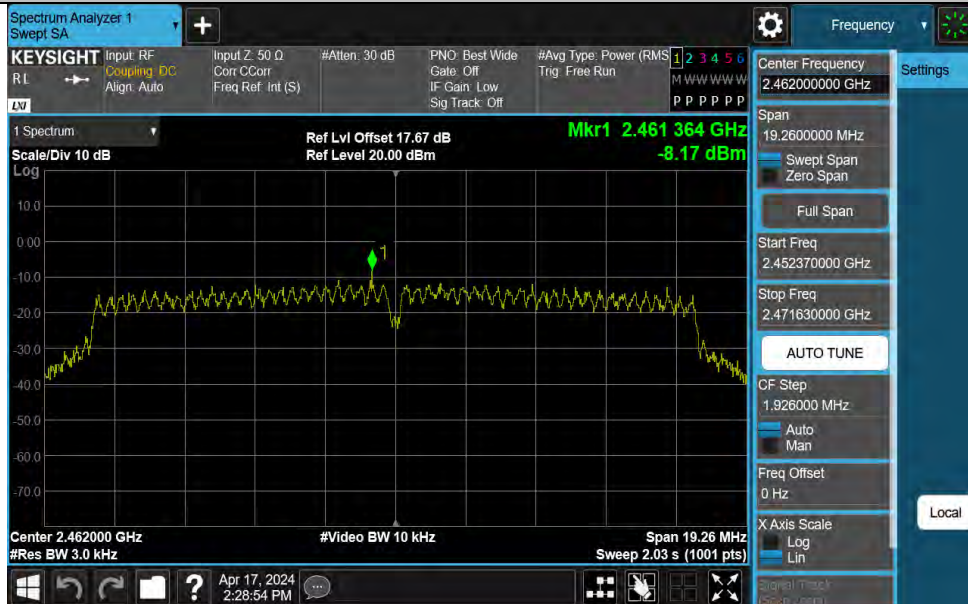 Spectrum Analyzer 1
Swept SA
+
Frequency
KEYSIGHT
RL
LXI
Input: RF
Coupling: DC
Align: Auto
Input Z: 50 Ω
Corr CCorr
Freq Ref: Int (S)
#Atten: 30 dB
PNO: Best Wide
Gate: Off
IF Gain: Low
Sig Track: Off
#Avg Type: Power (RMS
Trig: Free Run
1 2 3 4 5 6
M W W W W W
P P P P P P
1 Spectrum
Scale/Div 10 dB
Log
Ref Lvl Offset 17.67 dB
Ref Level 20.00 dBm
Mkr1 2.461 364 GHz
-8.17 dBm
10.0
0.00
-10.0
-20.0
-30.0
-40.0
-50.0
-60.0
-70.0
1
Center 2.462000 GHz
#Res BW 3.0 kHz
#Video BW 10 kHz
Span 19.26 MHz
Sweep 2.03 s (1001 pts)
Center Frequency
2.462000000 GHz
Settings
Span
19.2600000 MHz
Swept Span
Zero Span
Full Span
Start Freq
2.452370000 GHz
Stop Freq
2.471630000 GHz
AUTO TUNE
CF Step
1.926000 MHz
Auto
Man
Freq Offset
0 Hz
Local
X Axis Scale
Log
Lin
Signal Track
?
Apr 17, 2024
2:28:54 PM